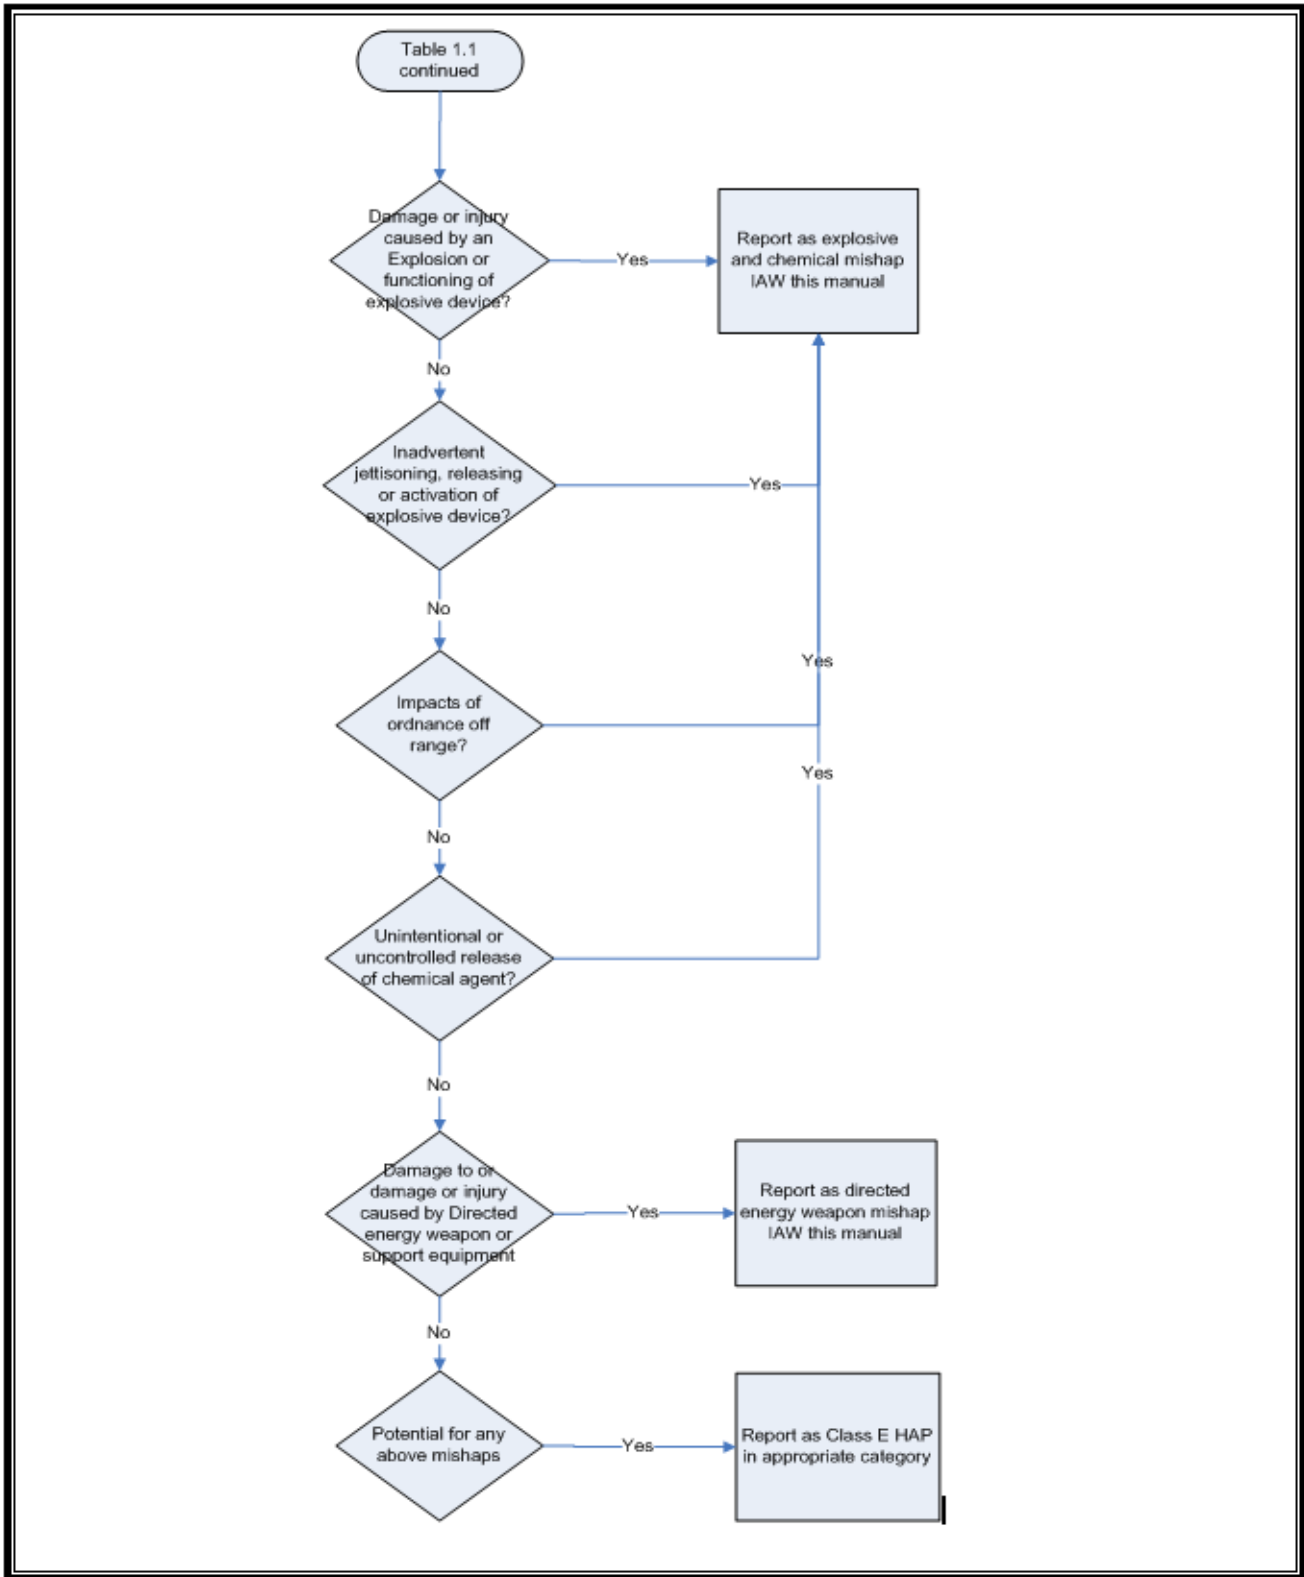 Table 1.1
continued
Damage or injury
caused by an
Explosion or
functioning of
explosive device?
Yes
Report as explosive
and chemical mishap
IAW this manual
No
Inadvertent
jettisoning, releasing
or activation of
explosive device?
Yes
No
Yes
Impacts of
ordnance off
range?
Yes
No
Unintentional or
uncontrolled release
of chemical agent?
No
Damage to or
damage or injury
caused by Directed
energy weapon or
support equipment
Yes
Report as directed
energy weapon mishap
IAW this manual
No
Potential for any
above mishaps
Yes
Report as Class E HAP
in appropriate category